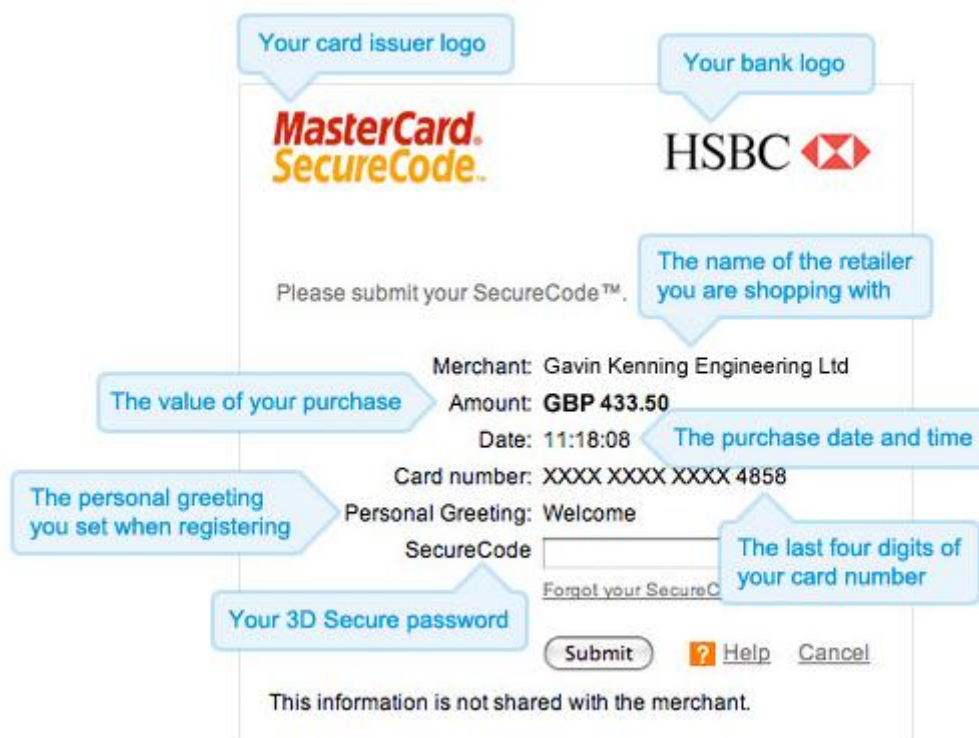 Your card issuer logo
Your bank logo
MasterCard.
SecureCode™
HSBC
The name of the retailer
you are shopping with
Please submit your SecureCode™.
Merchant: Gavin Kenning Engineering Ltd
The value of your purchase
Amount: GBP 433.50
Date: 11:18:08
The purchase date and time
Card number: XXXX XXXX XXXX 4858
The personal greeting
you set when registering
Personal Greeting: Welcome
SecureCode
The last four digits of
your card number
Forgot your SecureC
Your 3D Secure password
Submit ? Help Cancel
This information is not shared with the merchant.